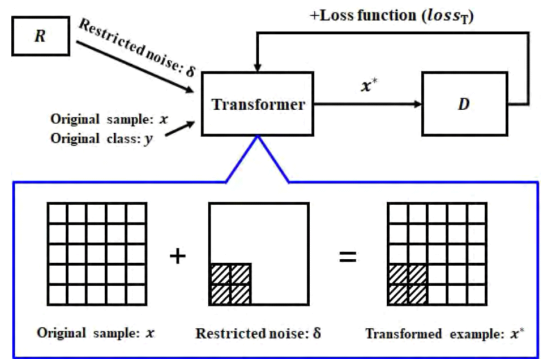 +Loss function (lossT)
R
Restricted noise: δ
Transformer
x*
D
Original sample: x
Original class: y
+
=
Original sample: x
Restricted noise: δ
Transformed example: x*